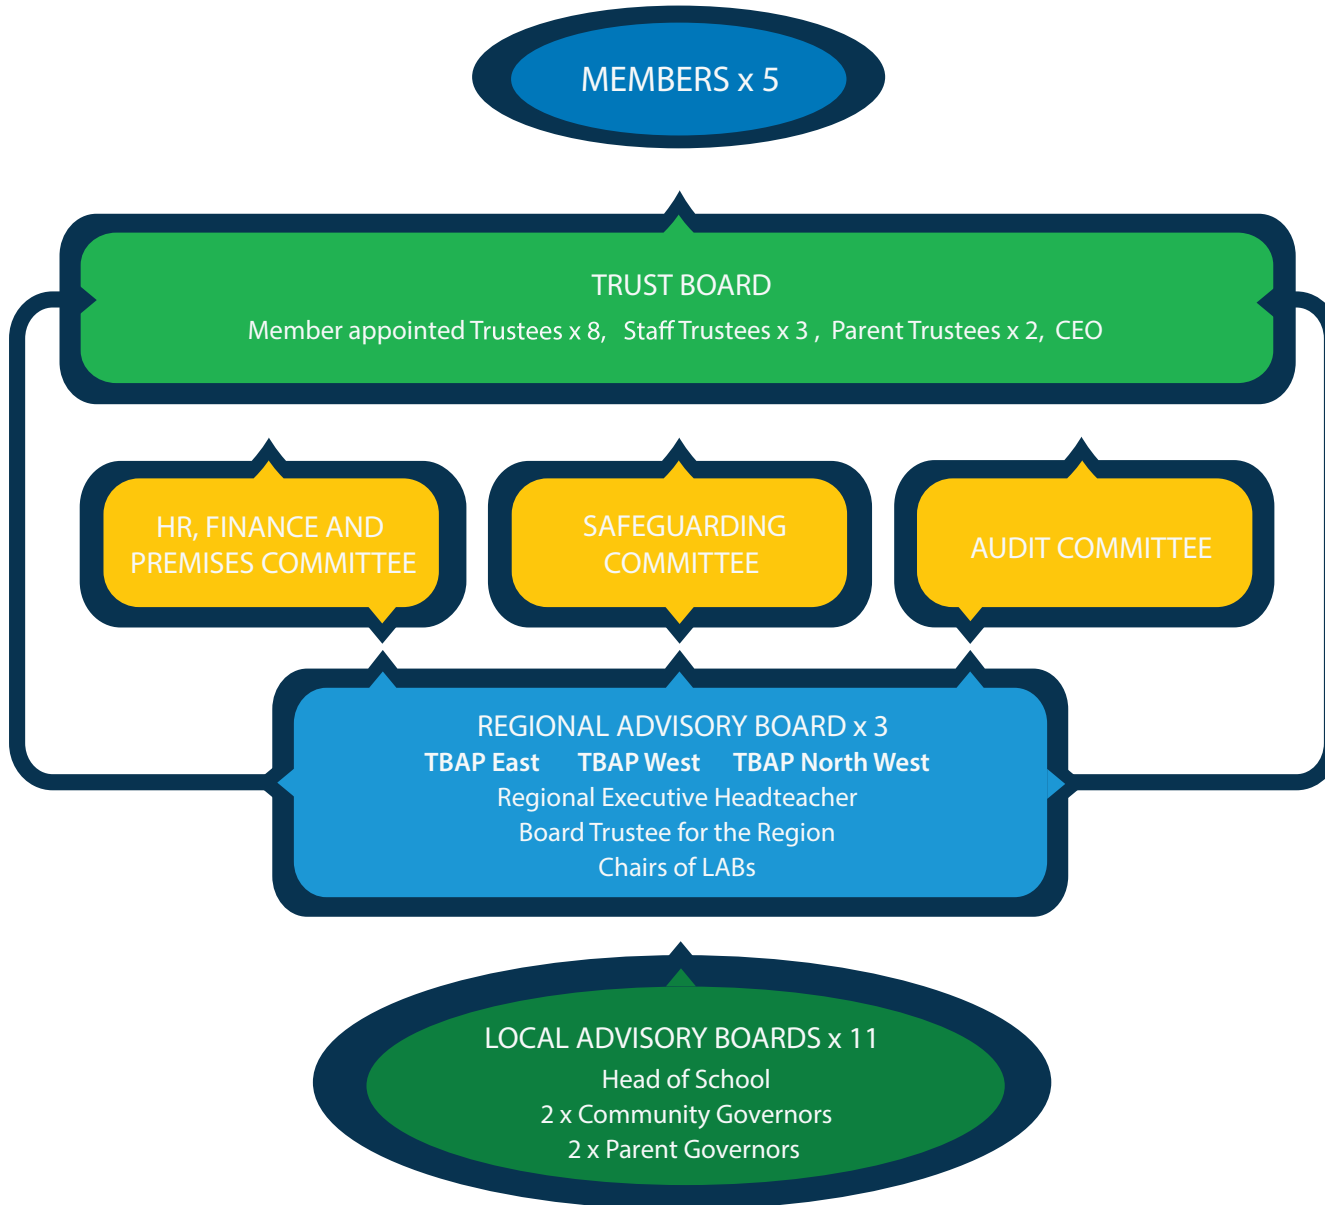 MEMBERS x 5
TRUST BOARD
Member appointed Trustees x 8, Staff Trustees x 3 , Parent Trustees x 2, CEO
HR, FINANCE AND
PREMISES COMMITTEE
SAFEGUARDING
COMMITTEE
AUDIT COMMITTEE
REGIONAL ADVISORY BOARD x 3
TBAP East TBAP West TBAP North West
Regional Executive Headteacher
Board Trustee for the Region
Chairs of LABs
LOCAL ADVISORY BOARDS x 11
Head of School
2 x Community Governors
2 x Parent Governors